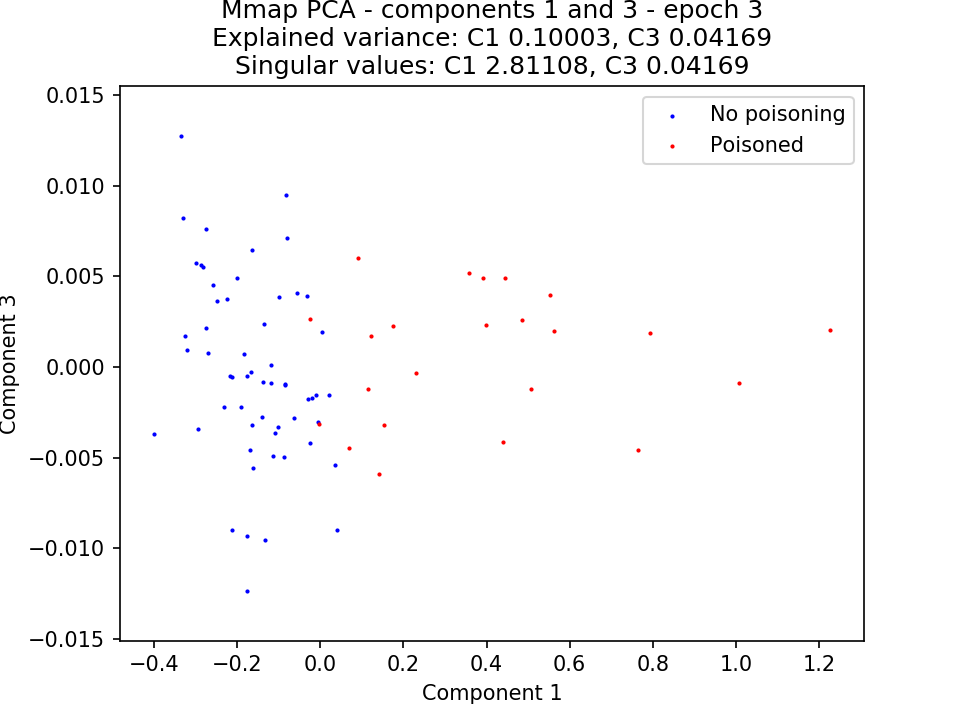 Mmap PCA - components 1 and 3 - epoch 3
Explained variance: C1 0.10003, C3 0.04169
Singular values: C1 2.81108, C3 0.04169
No poisoning
Poisoned
0.015
0.010
0.005
0.000
−0.005
−0.010
−0.015
Component 3
−0.4
−0.2
0.0
0.2
0.4
0.6
0.8
1.0
1.2
Component 1